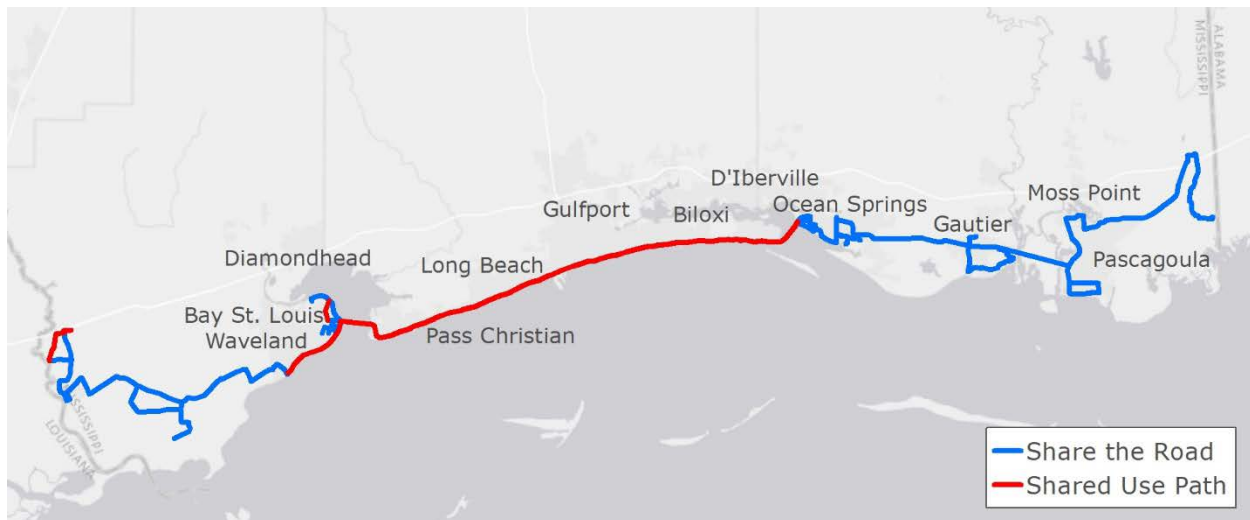 ALABAMA
MISSISSIPPI
D'Iberville
Moss Point
Gulfport
Biloxi
Ocean Springs
Gautier
Diamondhead
Long Beach
Pascagoula
Bay St. Louis
Waveland
Pass Christian
MISSISSIPPI
LOUISIANA
Share the Road
Shared Use Path